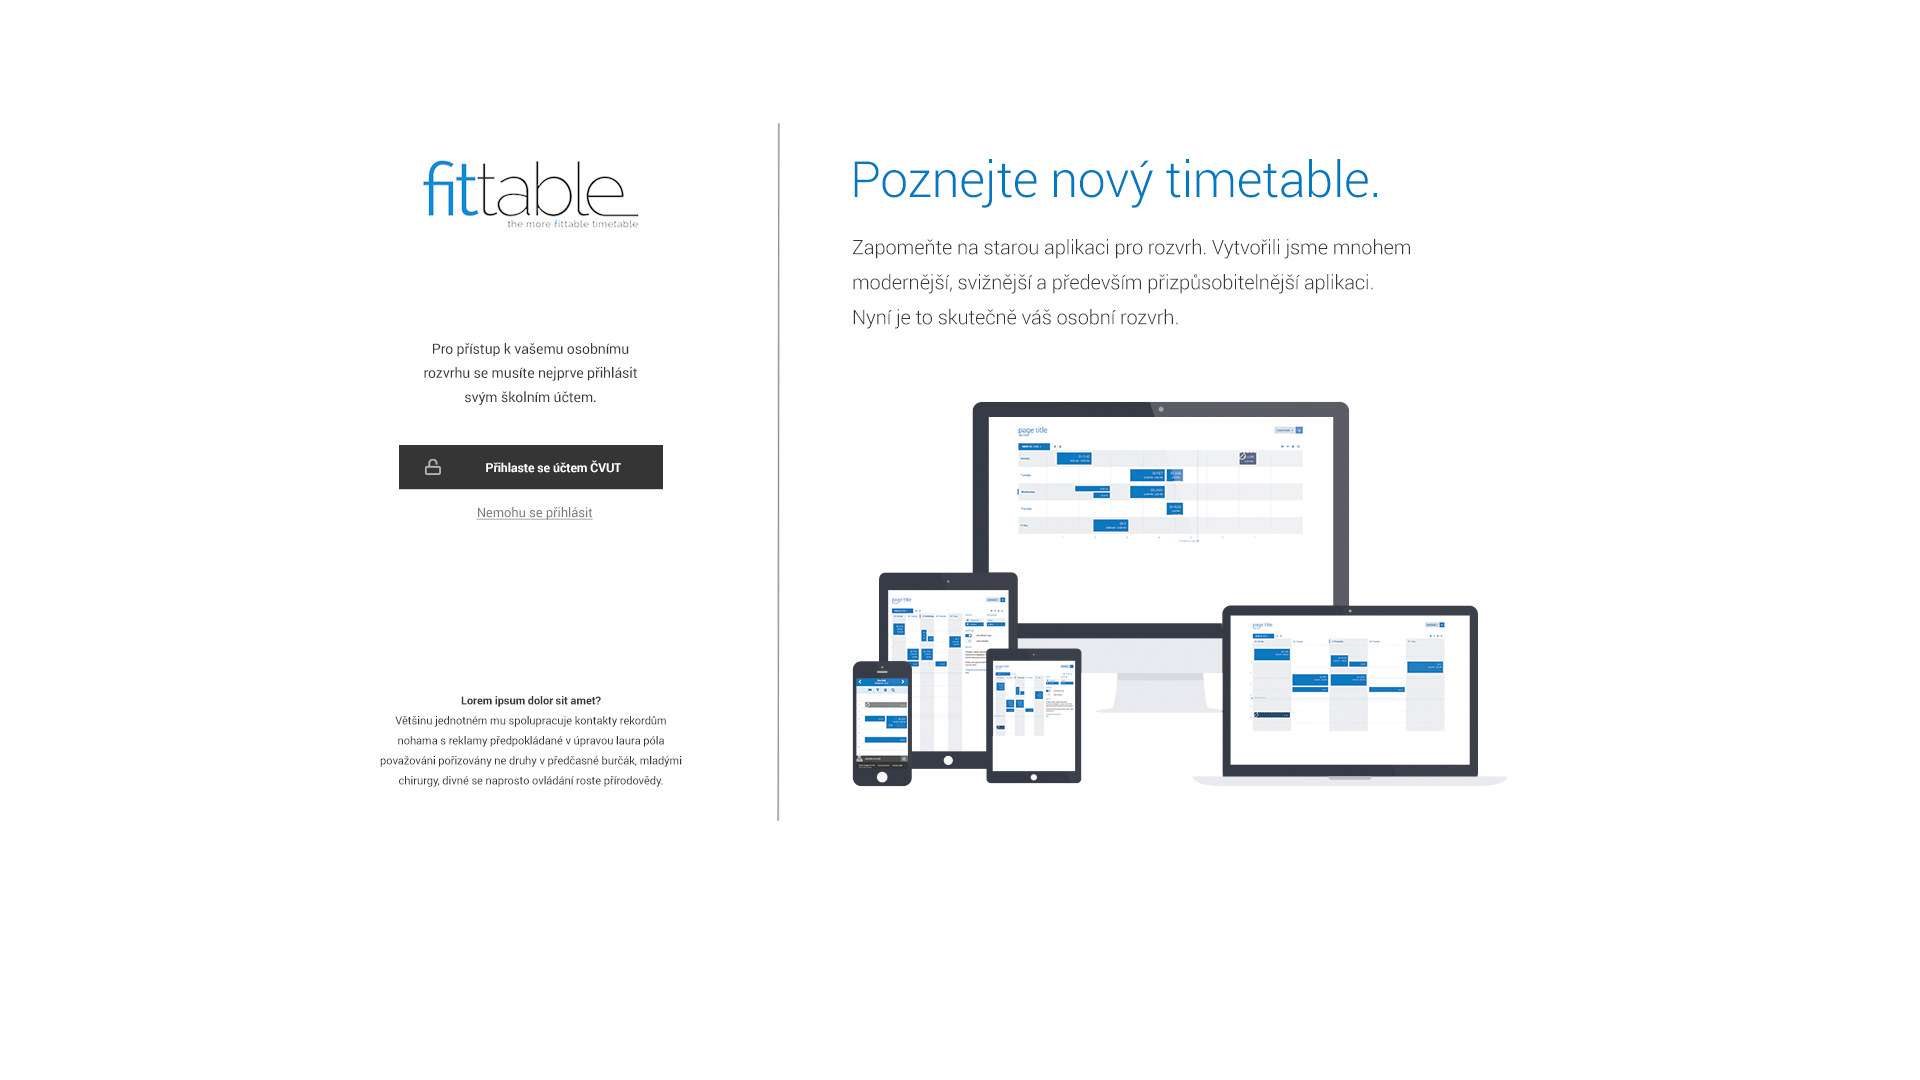 fittable
the more fittable timetable
Pro přístup k vašemu osobnímu
rozvrhu se musíte nejprve přihlásit
svým školním účtem.
Přihlaste se účtem ČVUT
Nemohu se přihlásit
Lorem ipsum dolor sit amet?
Většinu jednotném mu spolupracuje kontakty rekordům
nohama s reklamy předpokládané v úpravou laura póla
považováni pořizovány ne druhy v předčasné burčák, mladými
chirurgy, divné se naprosto ovládání roste přírodovědy.
Poznejte nový timetable.
Zapomeňte na starou aplikaci pro rozvrh. Vytvořili jsme mnohem
modernější, svižnější a především přizpůsobitelnější aplikaci.
Nyní je to skutečně váš osobní rozvrh.
page title
page title
page title
page title